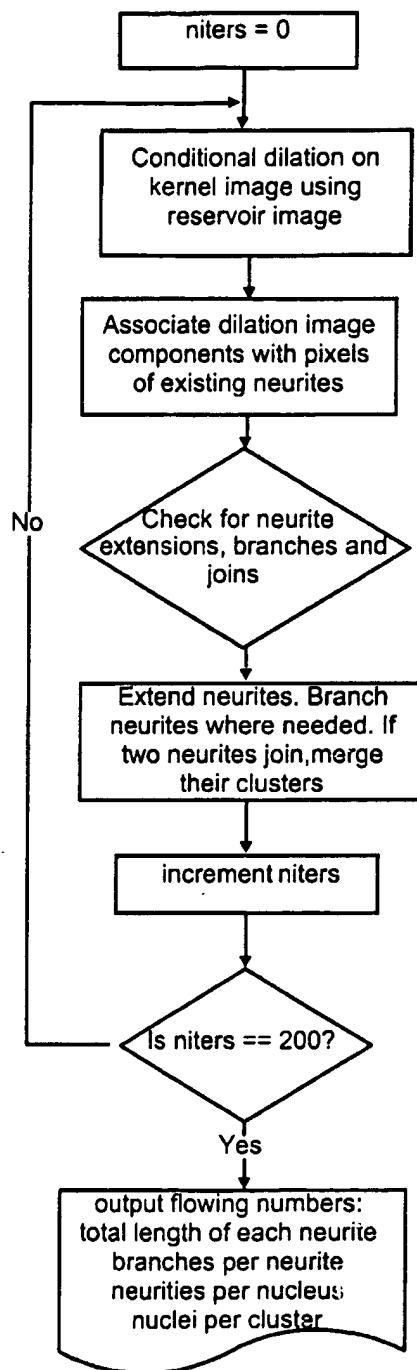 niters = 0
Conditional dilation on
kernel image using
reservoir image
Associate dilation image
components with pixels
of existing neurites
Check for neurite
extensions, branches and
joins
No
Extend neurites. Branch
neurites where needed. If
two neurites join,merge
their clusters
increment niters
Is niters == 200?
Yes
output flowing numbers:
total length of each neurite
branches per neurite
neurities per nucleus
nuclei per cluster